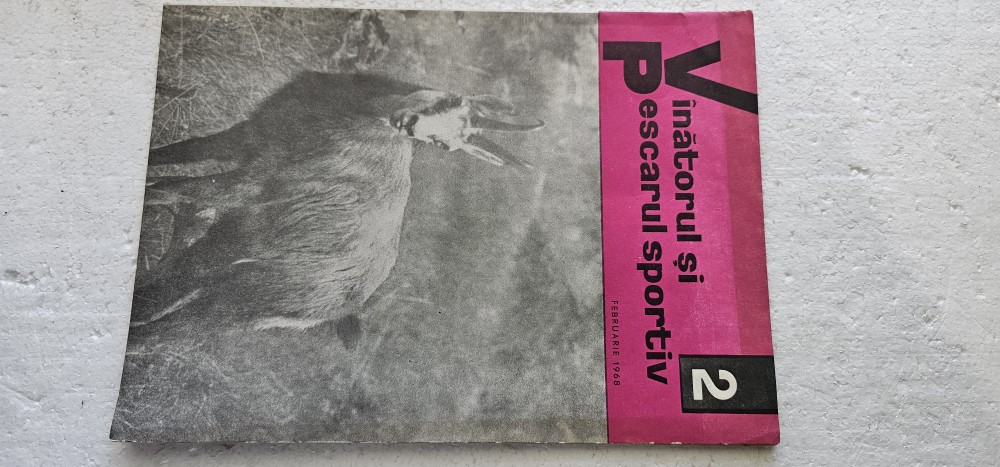 Vînătorul și
Pescarul sportiv
FEBRUARIE 1968
2